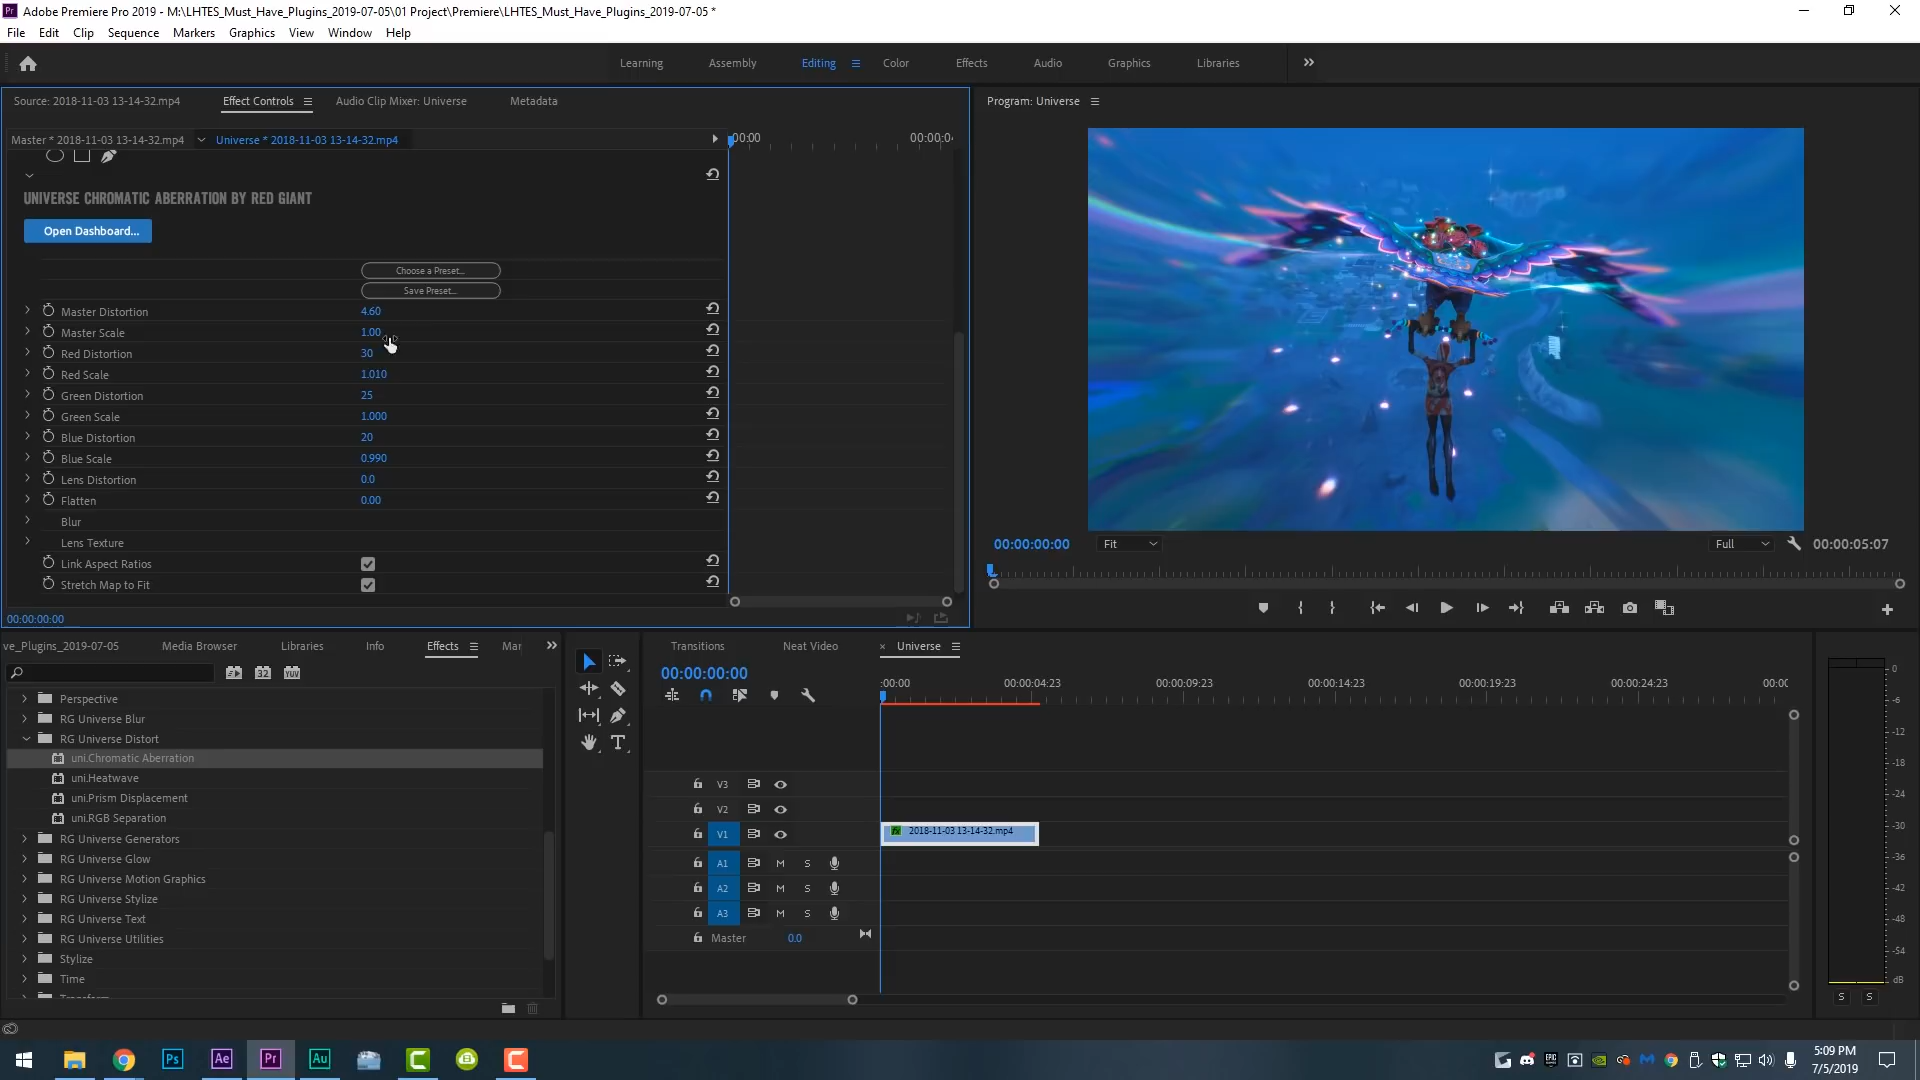 Adobe Premiere Pro 2019 - M:\LHTES_Must_Have_Plugins_2019-07-05\01 Project\Premiere\LHTES_Must_Have_Plugins_2019-07-05 *
File Edit Clip Sequence Markers Graphics View Window Help
Learning Assembly Editing Color Effects Audio Graphics Libraries
Source: 2018-11-03 13-14-32.mp4 Effect Controls Audio Clip Mixer: Universe Metadata
Master * 2018-11-03 13-14-32.mp4 Universe * 2018-11-03 13-14-32.mp4
UNIVERSE CHROMATIC ABERRATION BY RED GIANT
Open Dashboard...
Choose a Preset...
Save Preset...
Master Distortion 4.60
Master Scale 1.00
Red Distortion 30
Red Scale 1.010
Green Distortion 25
Green Scale 1.000
Blue Distortion 20
Blue Scale 0.990
Lens Distortion 0.0
Flatten 0.00
Blur
Lens Texture
Link Aspect Ratios
Stretch Map to Fit
00:00:00:00
Program: Universe
00:00:00:00 Fit Full 00:00:05:07
ve_Plugins_2019-07-05 Media Browser Libraries Info Effects Mar
32 YUV
Perspective
RG Universe Blur
RG Universe Distort
uni.Chromatic Aberration
uni.Heatwave
uni.Prism Displacement
uni.RGB Separation
RG Universe Generators
RG Universe Glow
RG Universe Motion Graphics
RG Universe Stylize
RG Universe Text
RG Universe Utilities
Stylize
Time
Transitions Neat Video × Universe
00:00:00:00
:00:00 00:00:04:23 00:00:09:23 00:00:14:23 00:00:19:23 00:00:24:23
V3
V2
V1 fx 2018-11-03 13-14-32.mp4
A1 M S
A2 M S
A3 M S
Master 0.0
0
-6
-12
-18
-24
-30
-36
-42
-48
-54
dB
S S
Ps Ae Pr Au
5:09 PM
7/5/2019